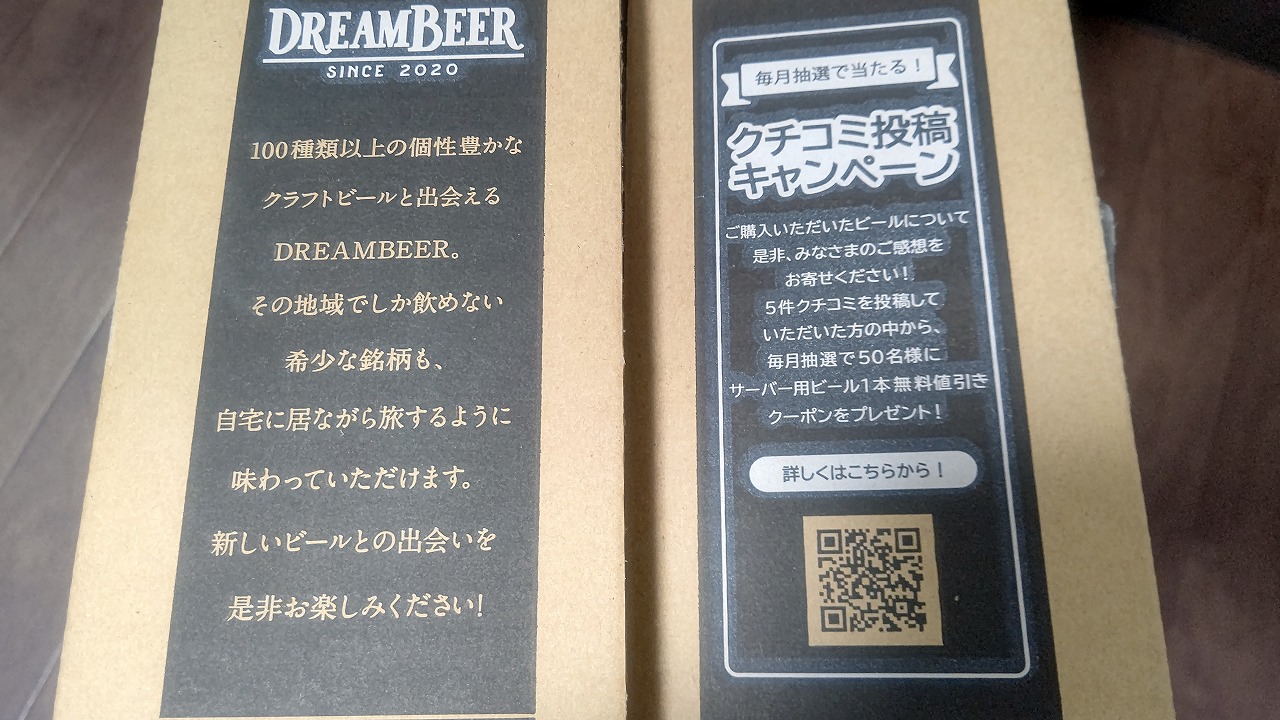 DREAMBEER
SINCE 2020
100種類以上の個性豊かな
クラフトビールと出会える
DREAMBEER。
その地域でしか飲めない
希少な銘柄も、
自宅に居ながら旅するように
味わっていただけます。
新しいビールとの出会いを
是非お楽しみください!
毎月抽選で当たる！
クチコミ投稿
キャンペーン
ご購入いただいたビールについて
是非、みなさまのご感想を
お寄せください！
5件クチコミを投稿して
いただいた方の中から、
毎月抽選で50名様に
サーバー用ビール1本無料値引き
クーポンをプレゼント！
詳しくはこちらから！